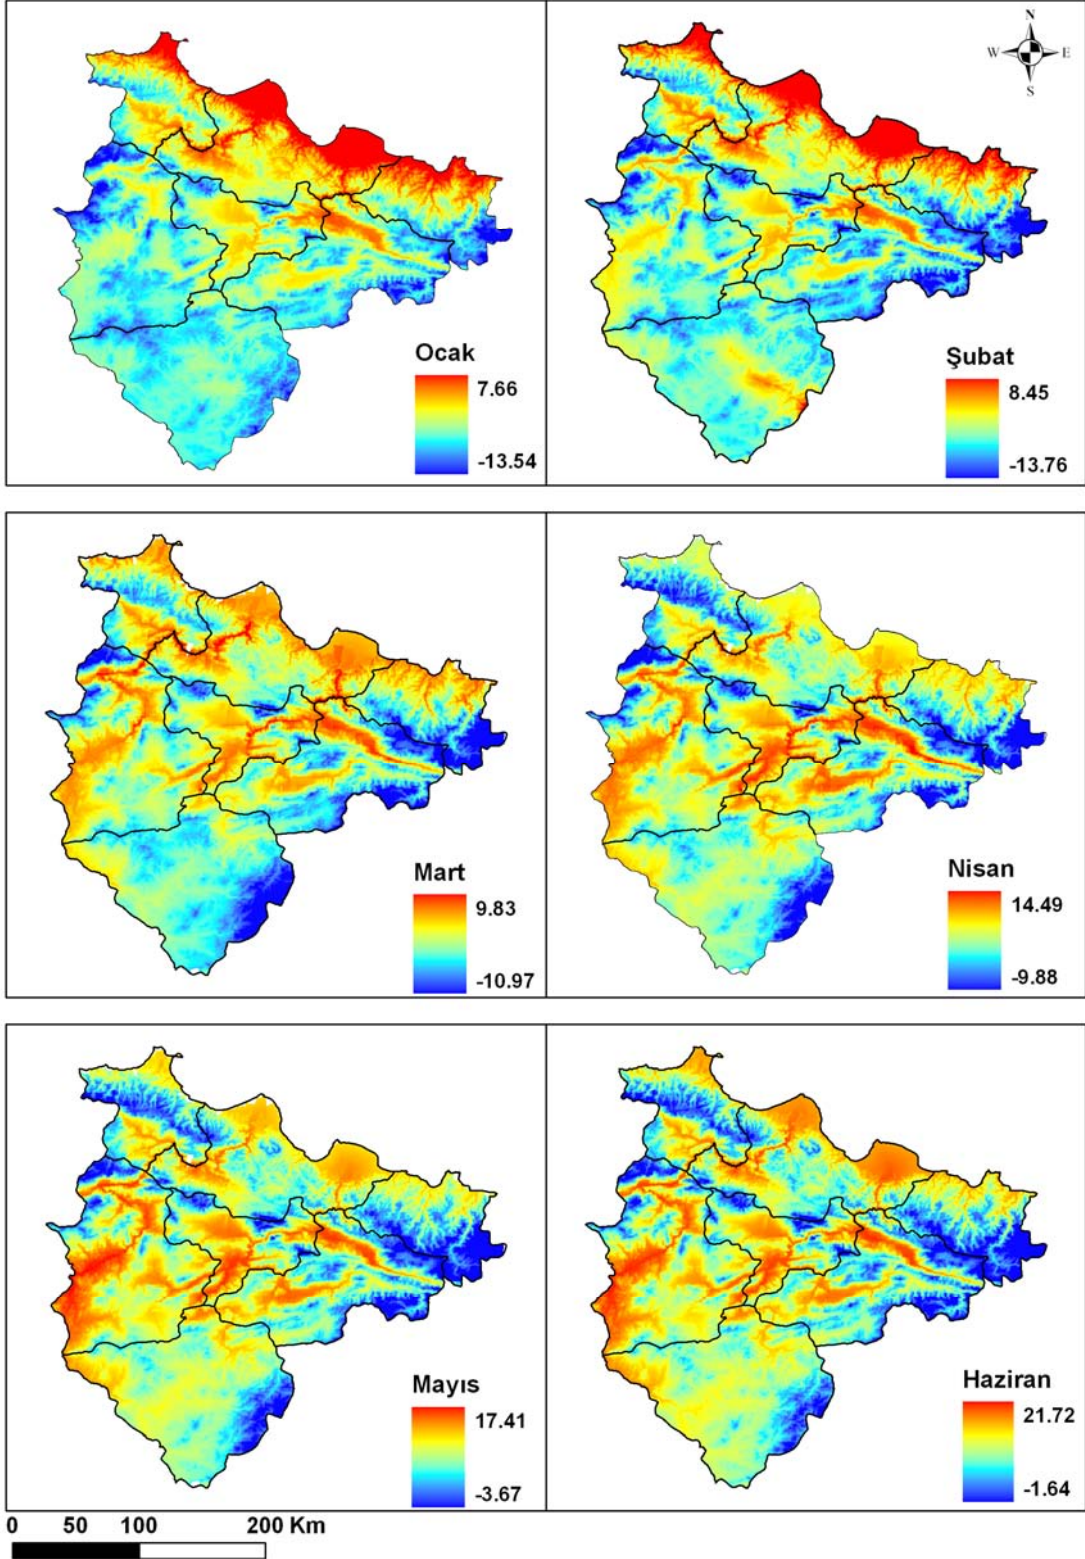 N
W E
S
Ocak
7.66
-13.54
Şubat
8.45
-13.76
Mart
9.83
-10.97
Nisan
14.49
-9.88
Mayıs
17.41
-3.67
Haziran
21.72
-1.64
0 50 100 200 Km